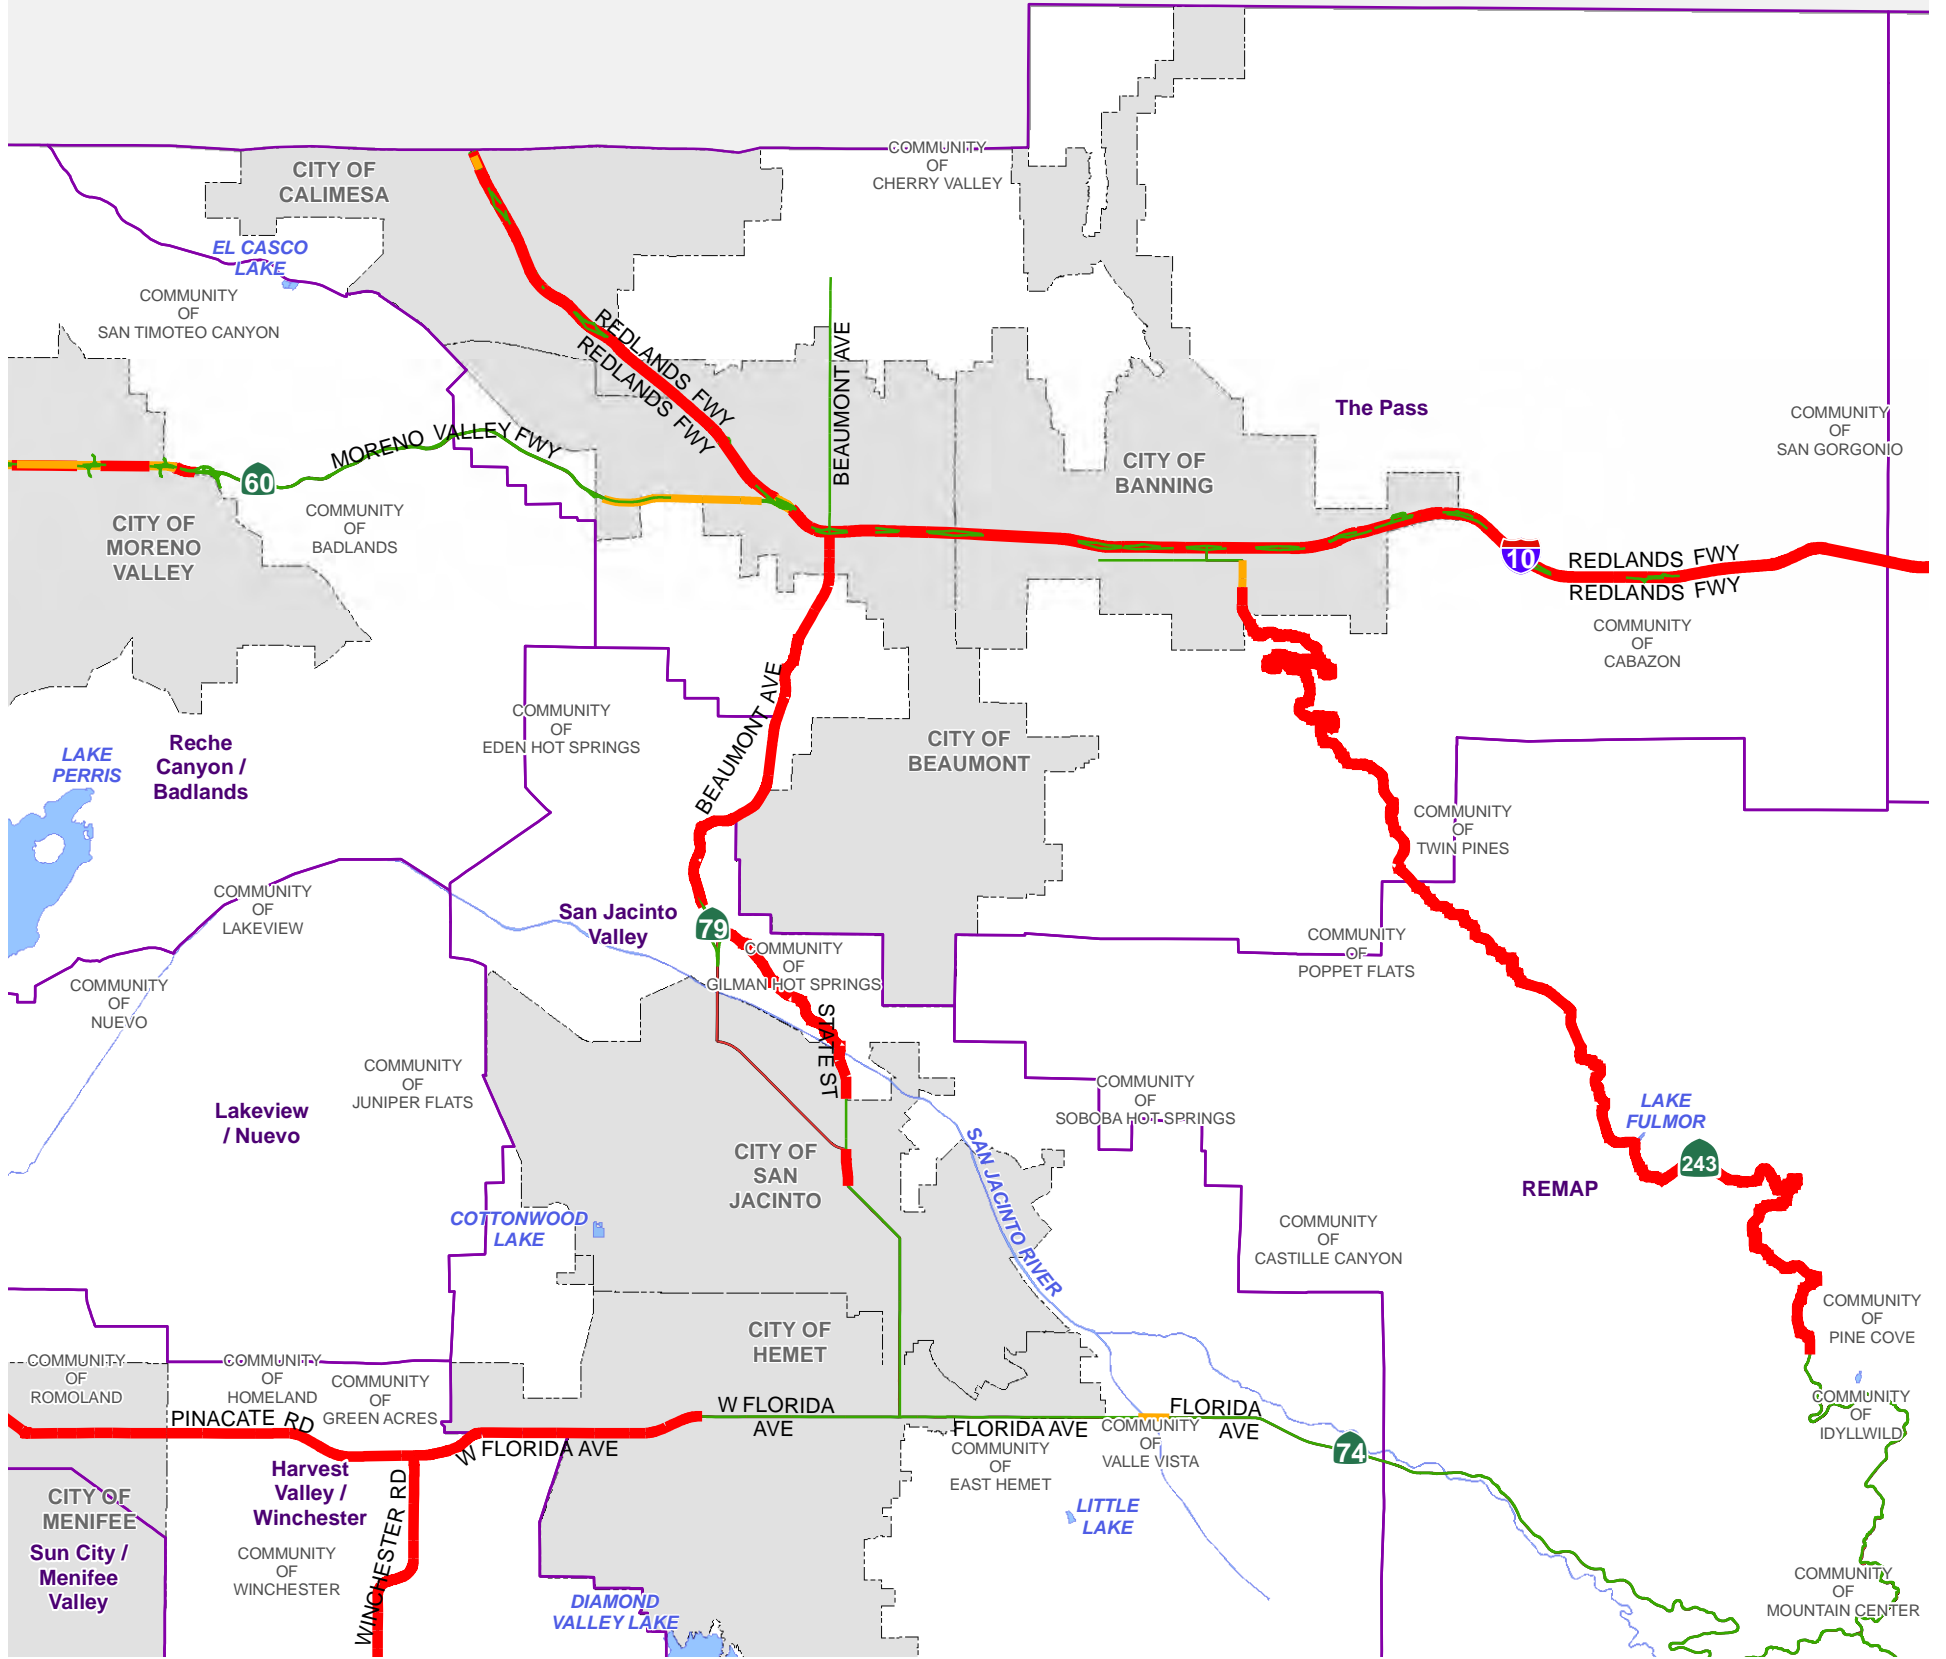 COMMUNITY
OF
CHERRY VALLEY
CITY OF
CALIMESA
EL CASCO
LAKE
COMMUNITY
OF
SAN TIMOTEO CANYON
REDLANDS FWY
REDLANDS FWY
BEAUMONT AVE
The Pass
COMMUNITY
OF
SAN GORGONIO
MORENO VALLEY FWY
60
CITY OF
BANNING
CITY OF
MORENO
VALLEY
COMMUNITY
OF
BADLANDS
10
REDLANDS FWY
REDLANDS FWY
COMMUNITY
OF
CABAZON
BEAUMONT AVE
COMMUNITY
OF
EDEN HOT SPRINGS
LAKE
PERRIS
Reche
Canyon /
Badlands
CITY OF
BEAUMONT
COMMUNITY
OF
TWIN PINES
COMMUNITY
OF
LAKEVIEW
San Jacinto
Valley
79
COMMUNITY
OF
GILMAN HOT SPRINGS
COMMUNITY
OF
POPPET FLATS
COMMUNITY
OF
NUEVO
STATE ST
COMMUNITY
OF
JUNIPER FLATS
COMMUNITY
OF
SOBOBA HOT SPRINGS
Lakeview
/ Nuevo
LAKE
FULMOR
CITY OF
SAN
JACINTO
SAN JACINTO RIVER
243
REMAP
COTTONWOOD
LAKE
COMMUNITY
OF
CASTILLE CANYON
CITY OF
HEMET
COMMUNITY
OF
PINE COVE
COMMUNITY
OF
ROMOLAND
COMMUNITY
OF
HOMELAND
COMMUNITY
OF
GREEN ACRES
PINACATE RD
W FLORIDA AVE
W FLORIDA
AVE
FLORIDA AVE
FLORIDA
AVE
COMMUNITY
OF
VALLE VISTA
COMMUNITY
OF
EAST HEMET
74
COMMUNITY
OF
IDYLLWILD
Harvest
Valley /
Winchester
WINCHESTER RD
CITY OF
MENIFEE
LITTLE
LAKE
Sun City /
Menifee
Valley
COMMUNITY
OF
WINCHESTER
DIAMOND
VALLEY LAKE
COMMUNITY
OF
MOUNTAIN CENTER